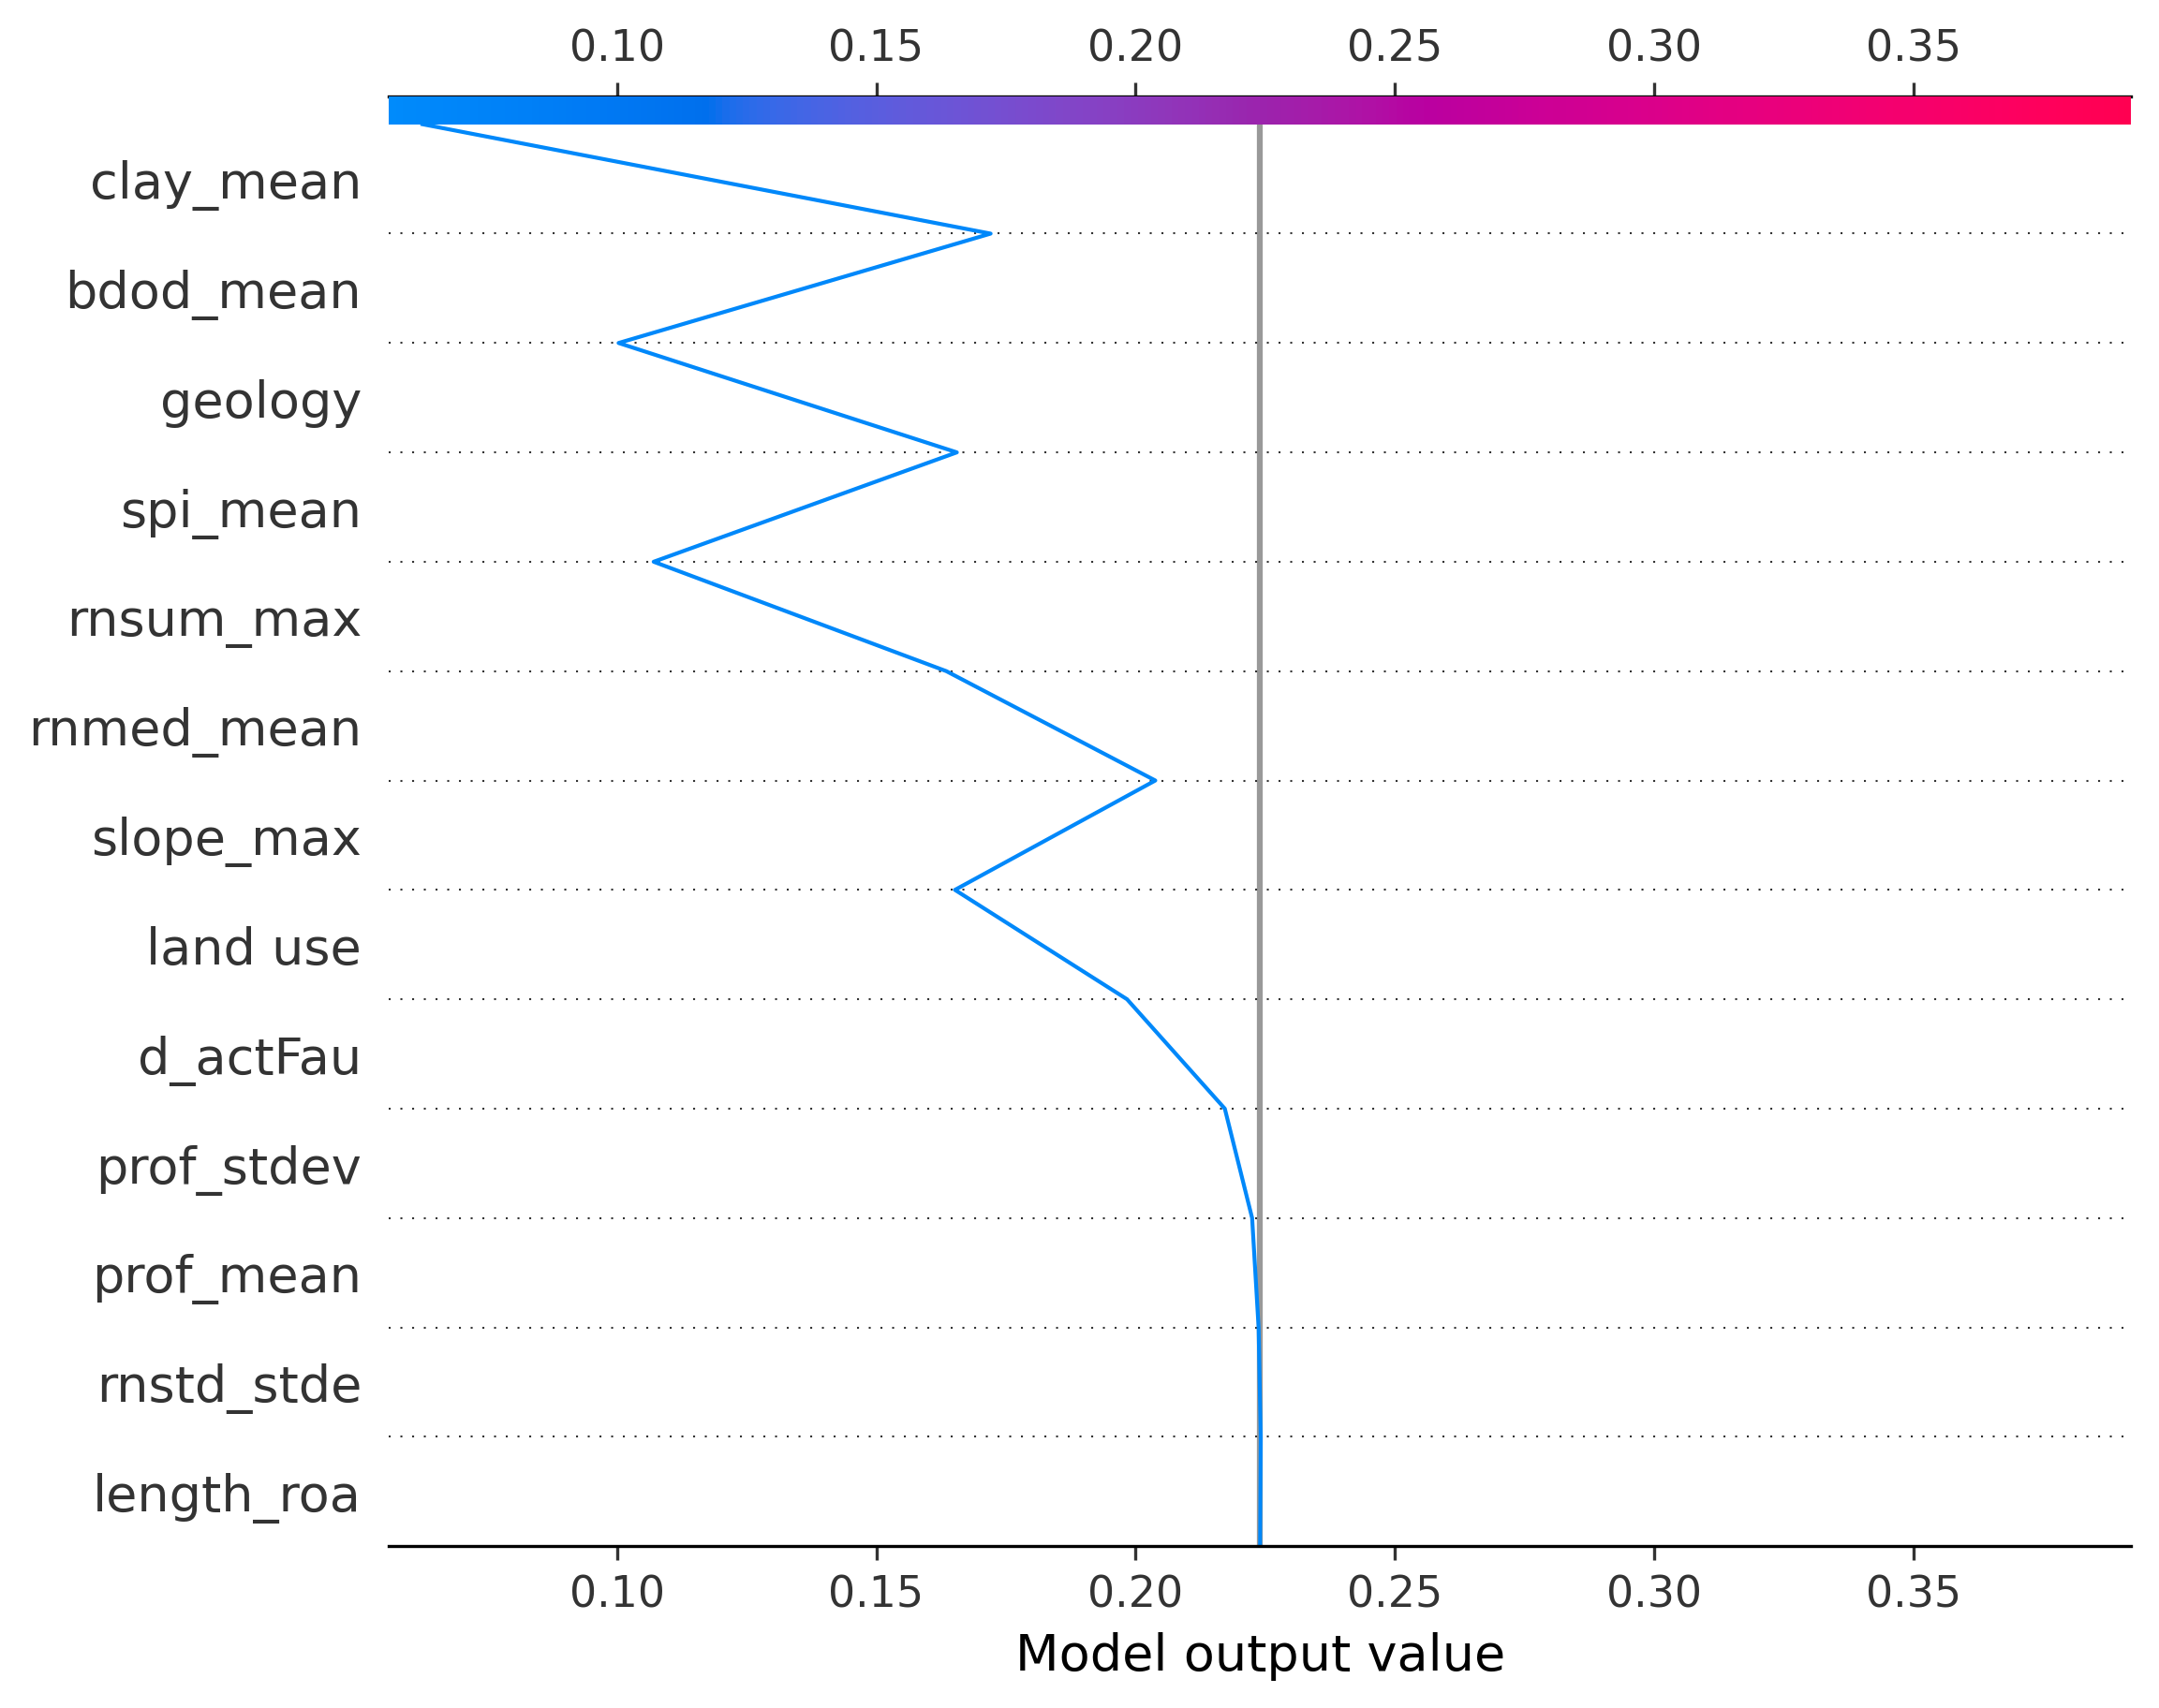 0.10 0.15 0.20 0.25 0.30 0.35
clay_mean
bdod_mean
geology
spi_mean
rnsum_max
rnmed_mean
slope_max
land use
d_actFau
prof_stdev
prof_mean
rnstd_stde
length_roa
0.10 0.15 0.20 0.25 0.30 0.35
Model output value